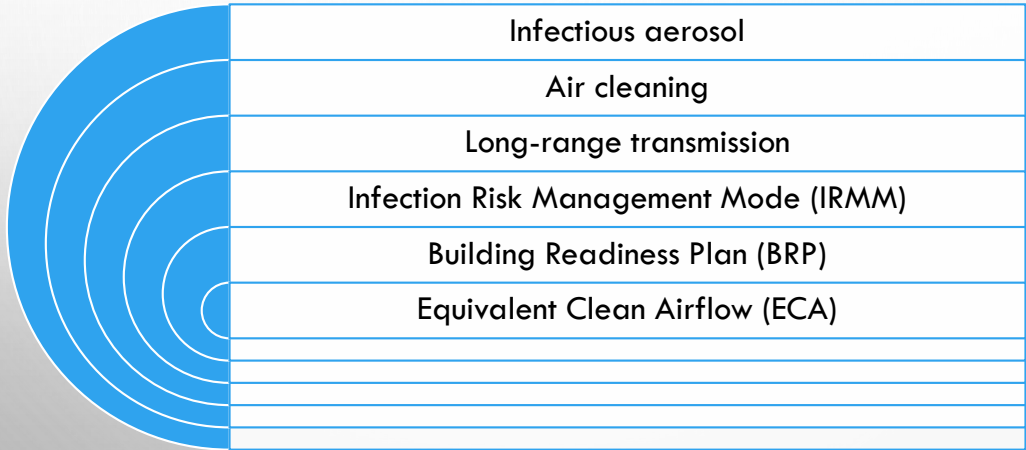 Infectious aerosol
Air cleaning
Long-range transmission
Infection Risk Management Mode (IRMM)
Building Readiness Plan (BRP)
Equivalent Clean Airflow (ECA)